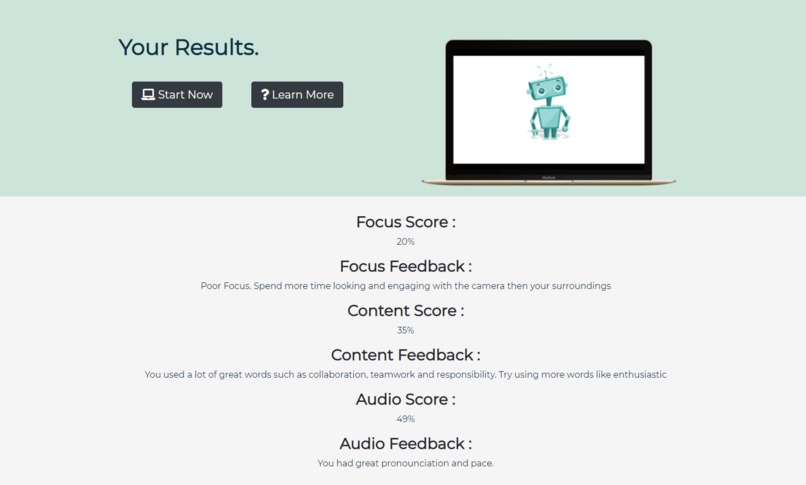 Your Results.
Start Now
? Learn More
Focus Score :
20%
Focus Feedback :
Poor Focus. Spend more time looking and engaging with the camera then your surroundings
Content Score :
35%
Content Feedback :
You used a lot of great words such as collaboration, teamwork and responsibility. Try using more words like enthusiastic
Audio Score :
49%
Audio Feedback :
You had great pronounciation and pace.